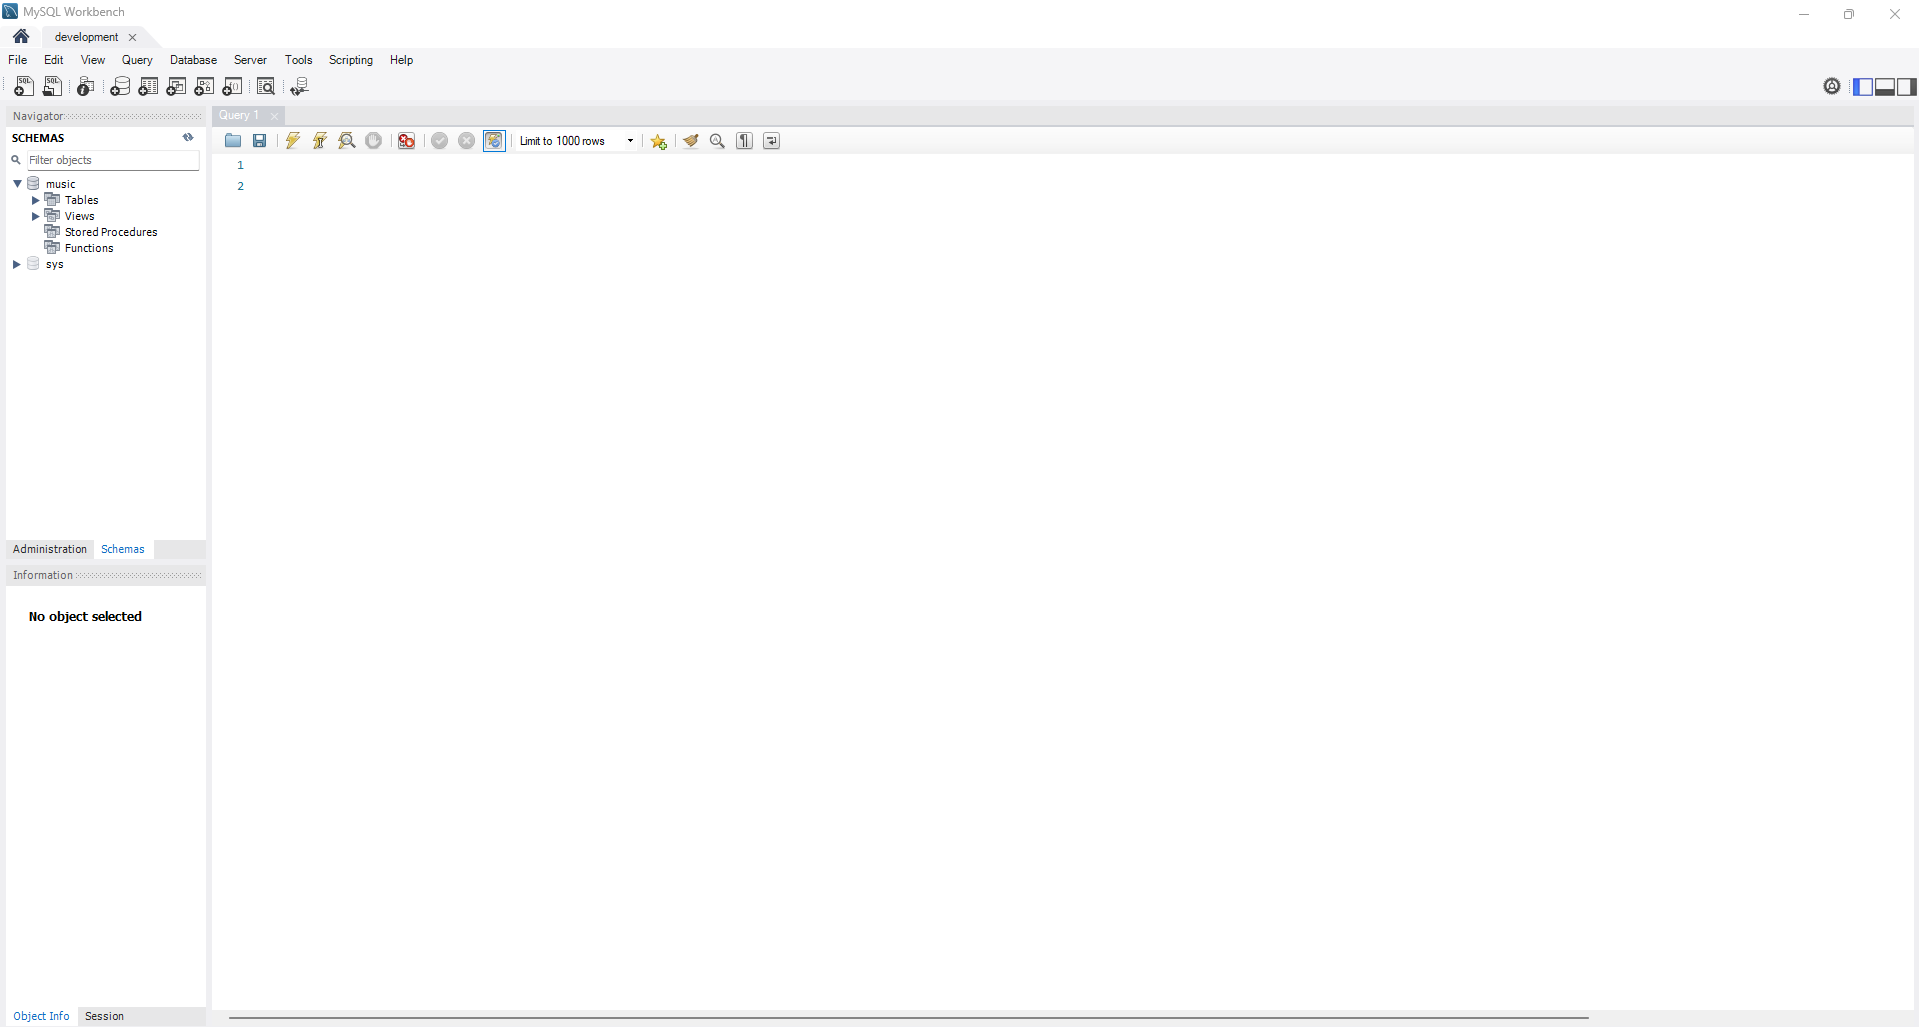 MySQL Workbench
development
File Edit View Query Database Server Tools Scripting Help
Navigator
Query 1
SCHEMAS
Limit to 1000 rows
Filter objects
1
2
music
Tables
Views
Stored Procedures
Functions
sys
Administration Schemas
Information
No object selected
Object Info Session